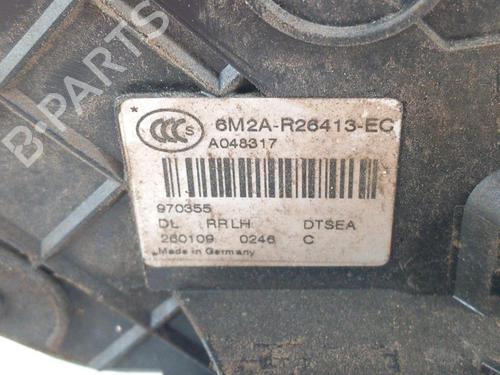 CCC S
6M2A-R26413-EC
A048317
970355
DL RRLH DTSEA
260109 0246 C
Made in Germany
B-PARTS